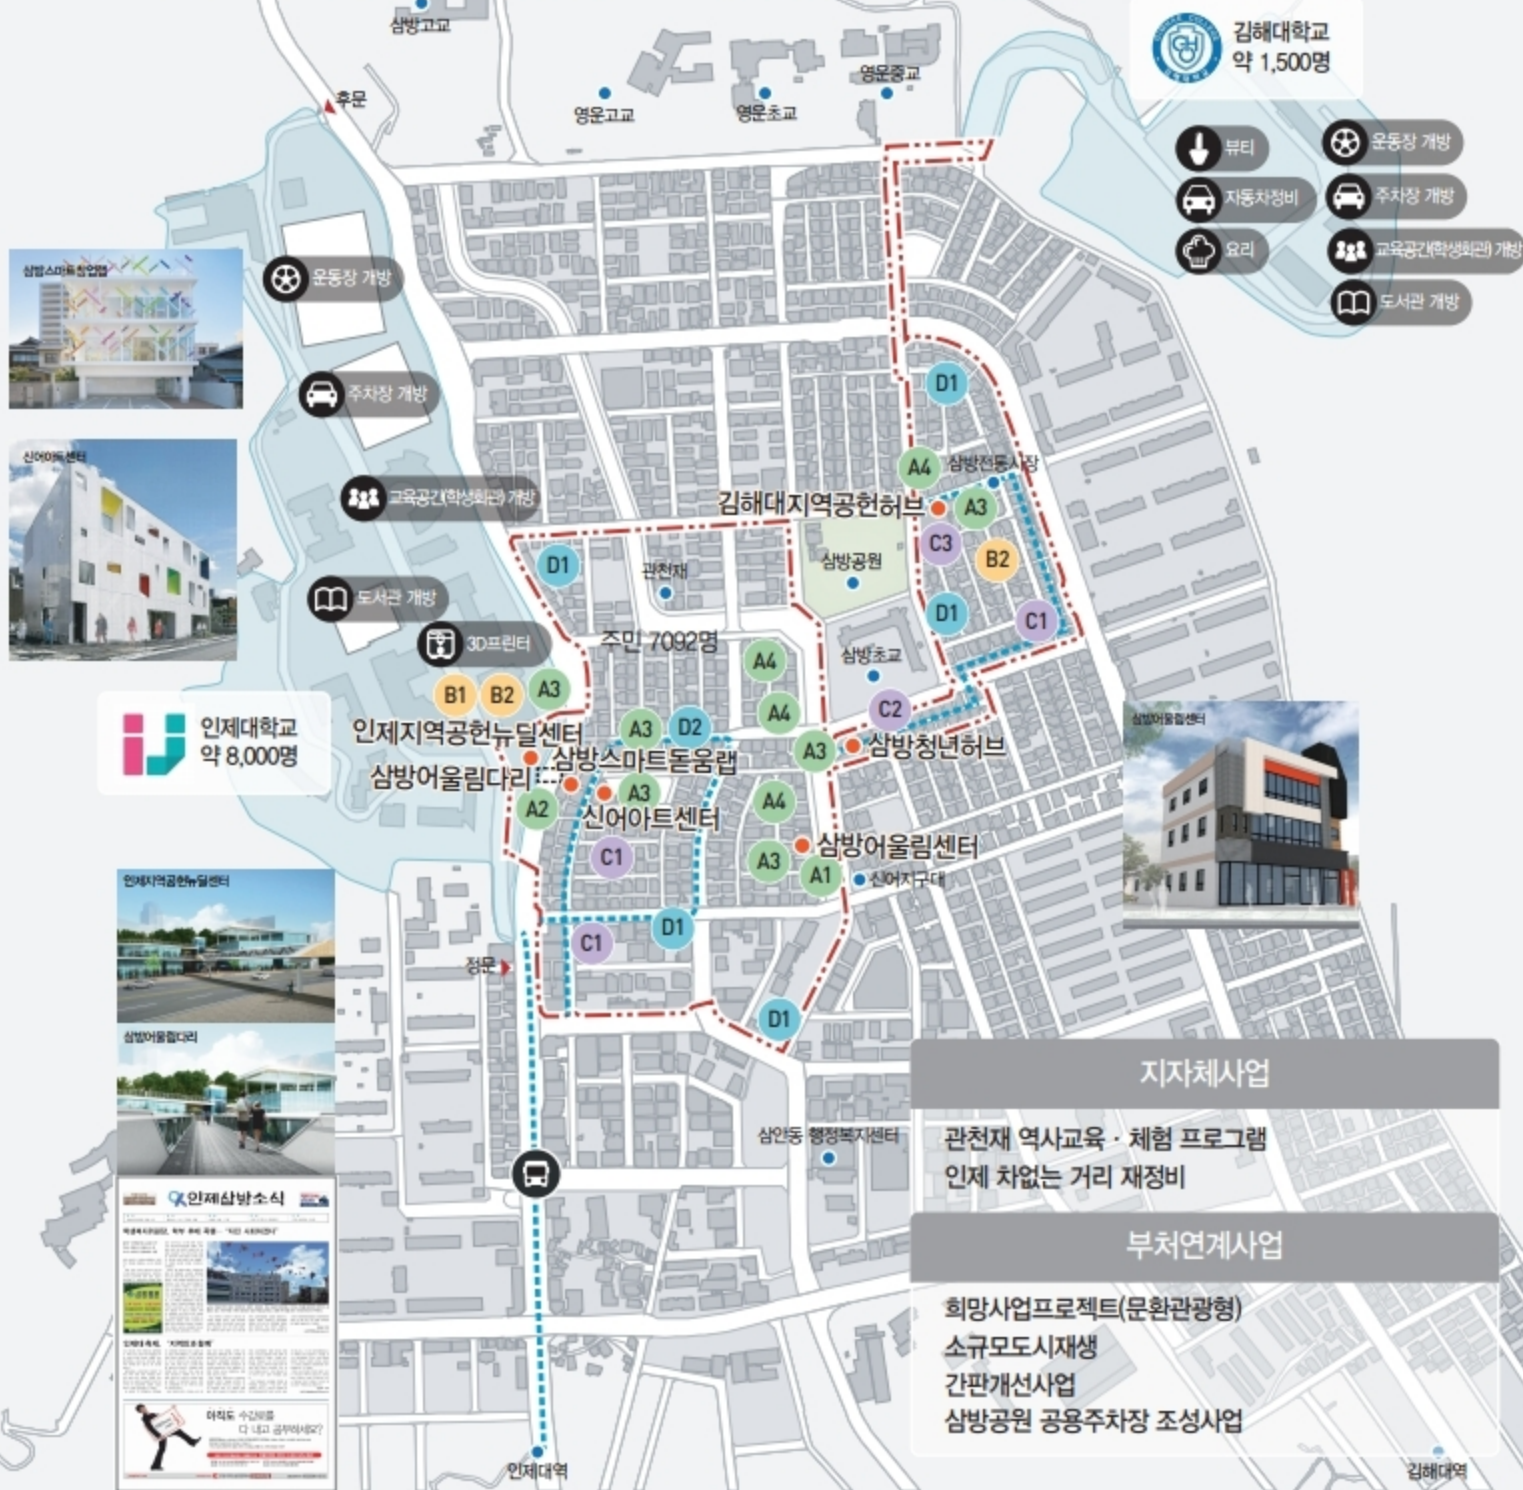 삼방고교
김해대학교
약 1,500명
후문
영운고교
영운초교
영운중교
뷰티
운동장 개방
자동차정비
주차장 개방
요리
교육공간(학생회관) 개방
도서관 개방
삼방스마트창업랩
운동장 개방
주차장 개방
신어아트센터
교육공간(학생회관) 개방
도서관 개방
3D프린터
D1
A4
삼방전통시장
김해대지역공헌허브
A3
C3
B2
D1
관천재
삼방공원
D1
C1
주민 7092명
A4
삼방초교
B1
B2
A3
A4
C2
인제대학교
약 8,000명
인제지역공헌뉴딜센터
A3
D2
A3
삼방청년허브
삼방어울림센터
삼방스마트돋움랩
삼방어울림다리
A2
A3
신어아트센터
A4
C1
A3
삼방어울림센터
A1
신어지구대
인제지역공헌뉴딜센터
C1
D1
정문
D1
삼방어울림다리
지자체사업
관천재 역사교육 · 체험 프로그램
인제 차없는 거리 재정비
삼안동 행정복지센터
부처연계사업
희망사업프로젝트(문환관광형)
소규모도시재생
간판개선사업
삼방공원 공용주차장 조성사업
인제삼방소식
아직도 수강료를
다 내고 공부하세요?
인제대역
김해대역